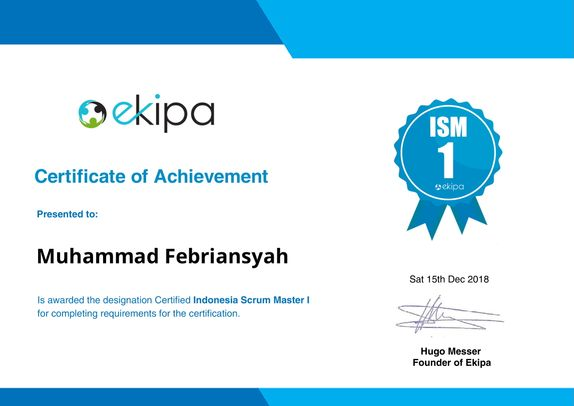 ekipa
Certificate of Achievement
Presented to:
Muhammad Febriansyah
Is awarded the designation Certified Indonesia Scrum Master I
for completing requirements for the certification.
ISM
1
ekipa
Sat 15th Dec 2018
Hugo Messer
Founder of Ekipa